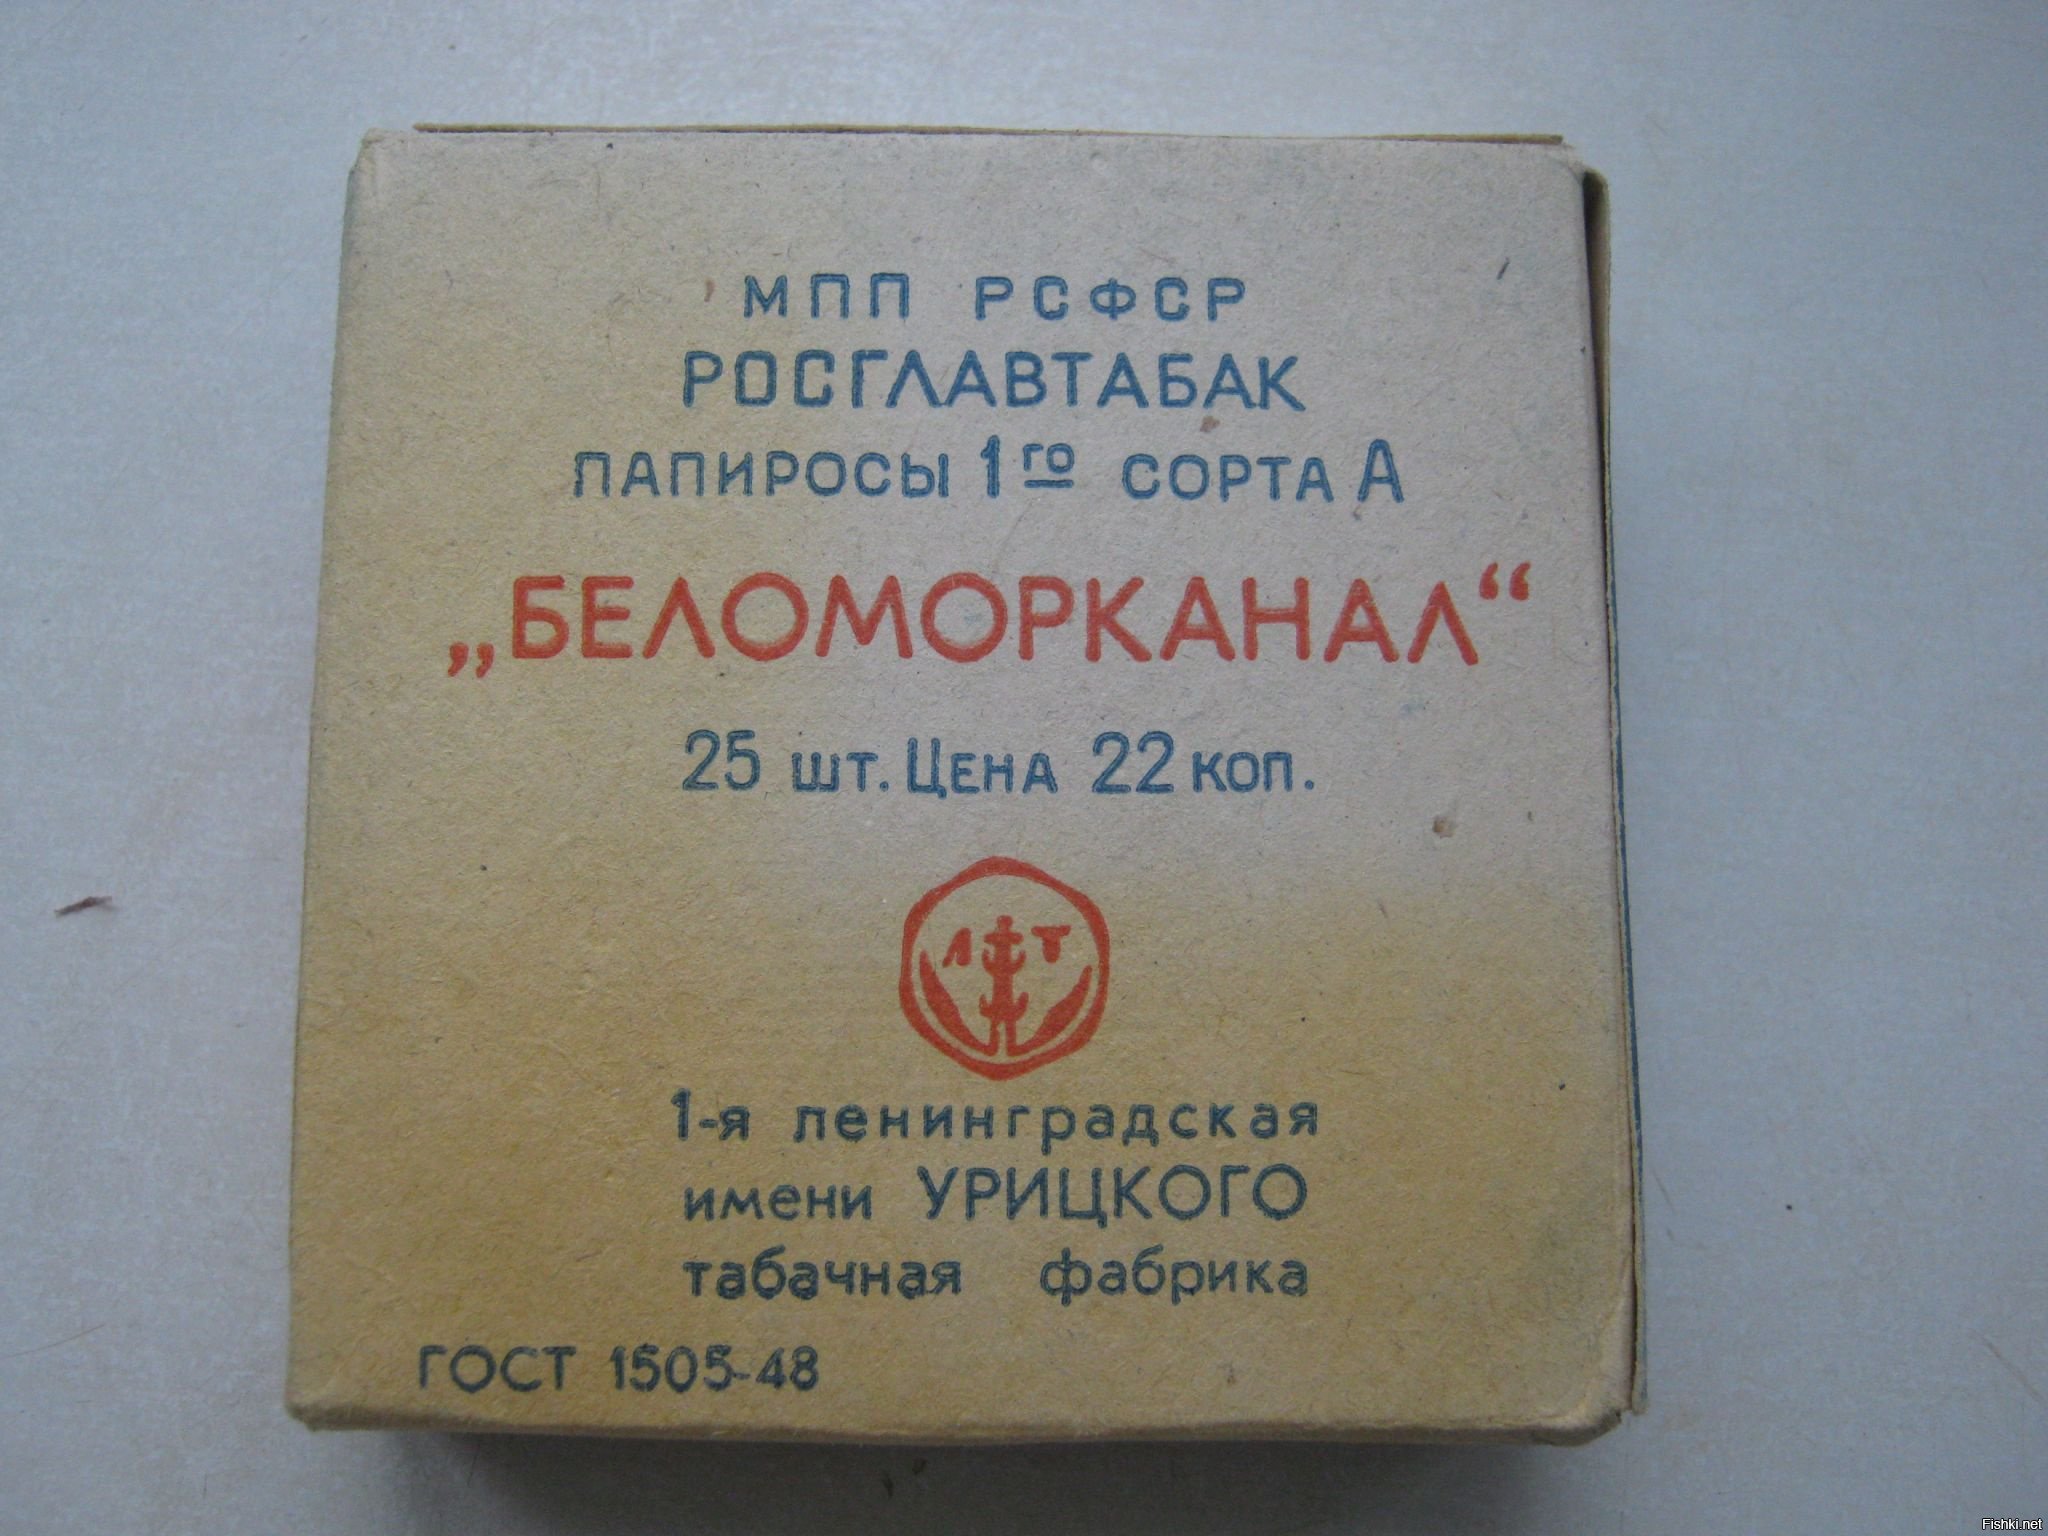 МПП РСФСР
РОСГЛАВТАБАК
ПАПИРОСЫ 1го СОРТА А
„БЕЛОМОРКАНАЛ“
25 шт. Цена 22 коп.
Л Т
1-я ленинградская
имени УРИЦКОГО
табачная фабрика
ГОСТ 1505-48
Fishki.net